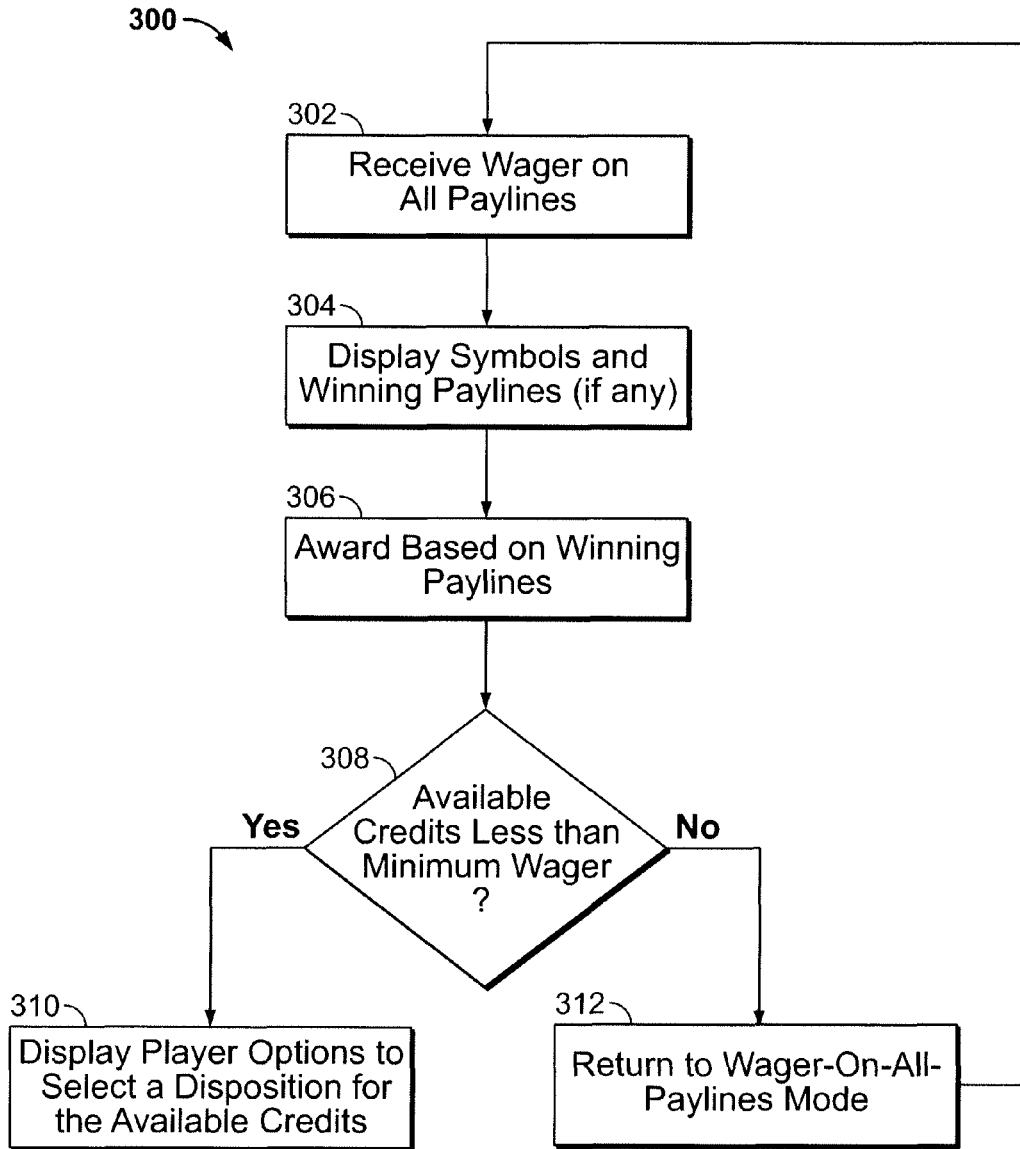 300
302
Receive Wager on
All Paylines
304
Display Symbols and
Winning Paylines (if any)
306
Award Based on Winning
Paylines
308
Available
Credits Less than
Minimum Wager
?
Yes
No
310
Display Player Options to
Select a Disposition for
the Available Credits
312
Return to Wager-On-All-
Paylines Mode